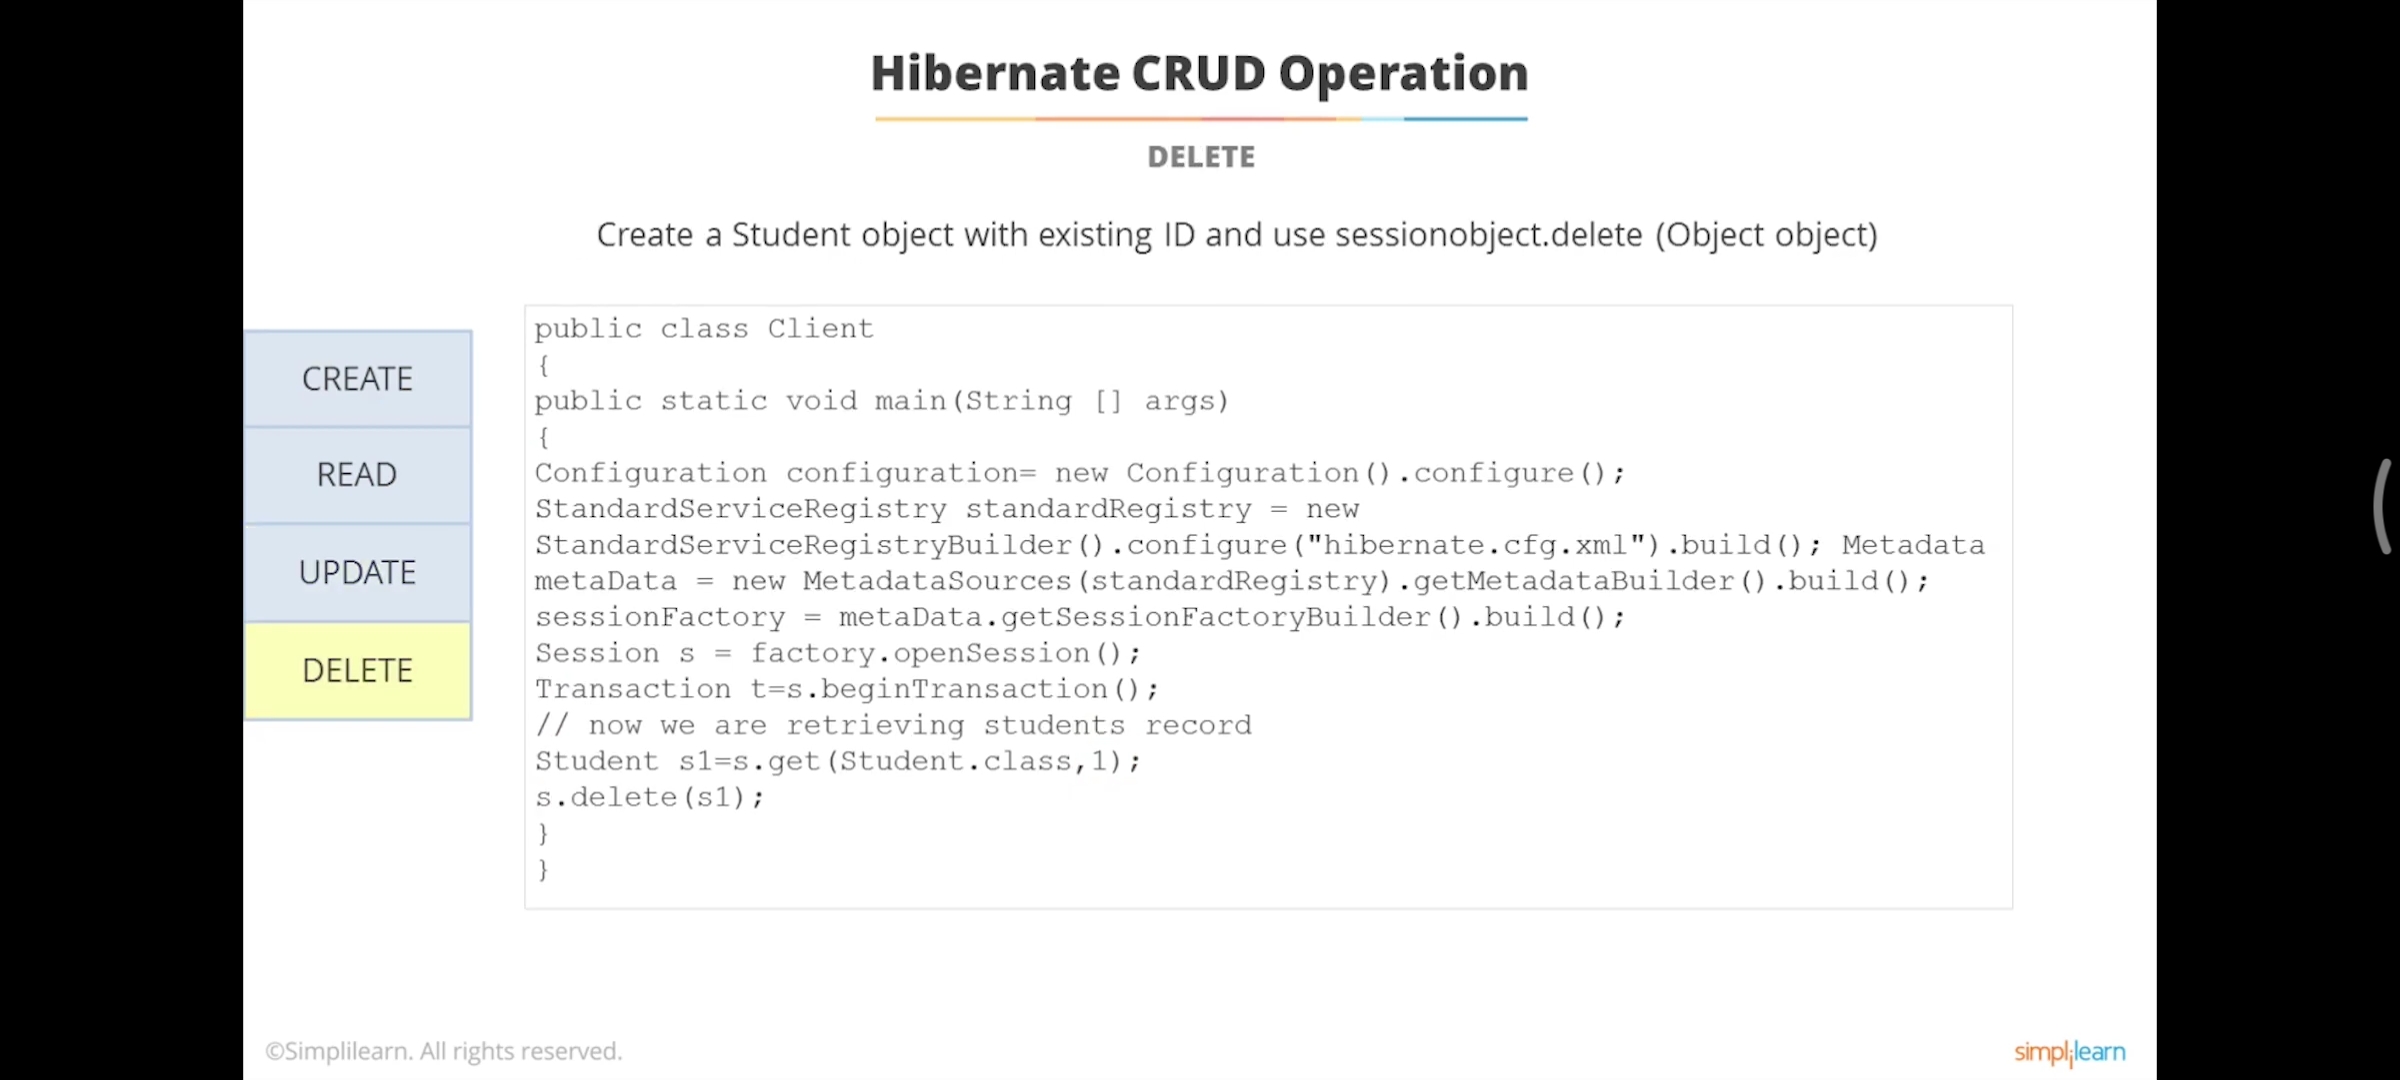 Hibernate CRUD Operation
DELETE
Create a Student object with existing ID and use sessionobject.delete (Object object)
CREATE
READ
UPDATE
DELETE
public class Client
{
public static void main(String [] args)
{
Configuration configuration= new Configuration().configure();
StandardServiceRegistry standardRegistry = new
StandardServiceRegistryBuilder().configure("hibernate.cfg.xml").build(); Metadata
metaData = new MetadataSources(standardRegistry).getMetadataBuilder().build();
sessionFactory = metaData.getSessionFactoryBuilder().build();
Session s = factory.openSession();
Transaction t=s.beginTransaction();
// now we are retrieving students record
Student s1=s.get(Student.class,1);
s.delete(s1);
}
}
©Simplilearn. All rights reserved.
simplilearn